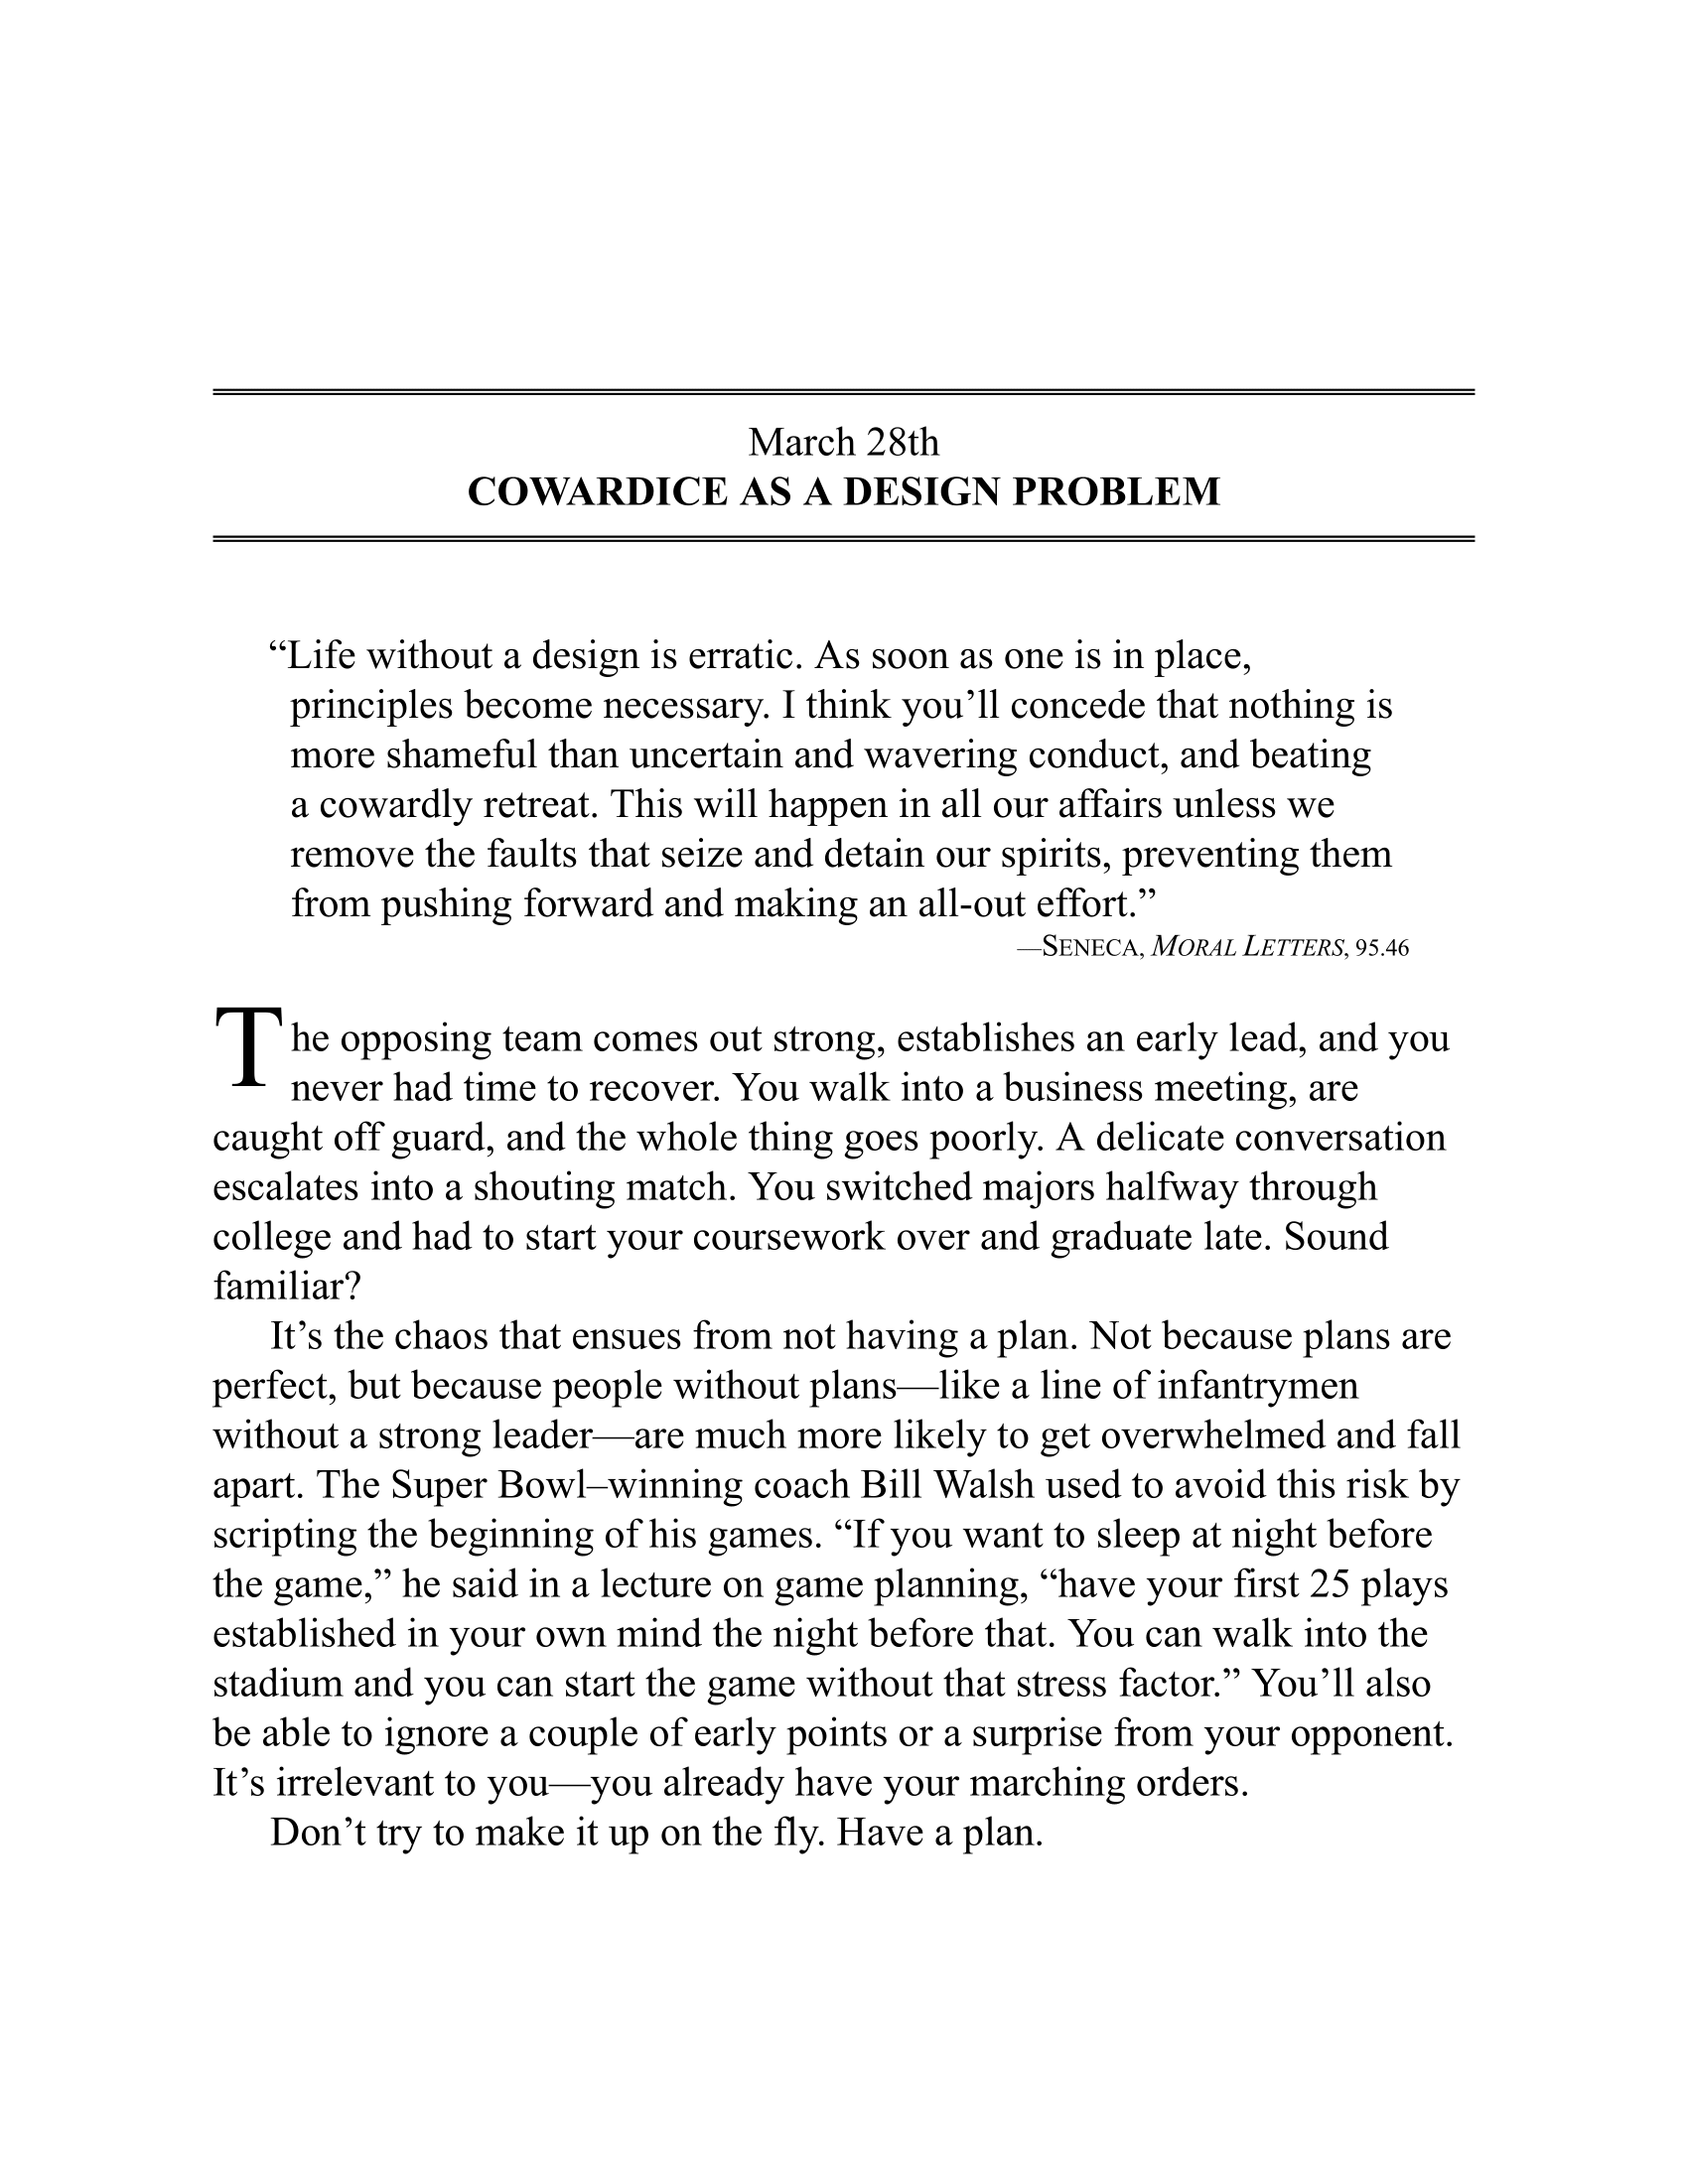 March 28th
COWARDICE AS A DESIGN PROBLEM
“Life without a design is erratic. As soon as one is in place,
principles become necessary. I think you’ll concede that nothing is
more shameful than uncertain and wavering conduct, and beating
a cowardly retreat. This will happen in all our affairs unless we
remove the faults that seize and detain our spirits, preventing them
from pushing forward and making an all-out effort.”
—SENECA, MORAL LETTERS, 95.46
The opposing team comes out strong, establishes an early lead, and you
never had time to recover. You walk into a business meeting, are
caught off guard, and the whole thing goes poorly. A delicate conversation
escalates into a shouting match. You switched majors halfway through
college and had to start your coursework over and graduate late. Sound
familiar?
It’s the chaos that ensues from not having a plan. Not because plans are
perfect, but because people without plans—like a line of infantrymen
without a strong leader—are much more likely to get overwhelmed and fall
apart. The Super Bowl–winning coach Bill Walsh used to avoid this risk by
scripting the beginning of his games. “If you want to sleep at night before
the game,” he said in a lecture on game planning, “have your first 25 plays
established in your own mind the night before that. You can walk into the
stadium and you can start the game without that stress factor.” You’ll also
be able to ignore a couple of early points or a surprise from your opponent.
It’s irrelevant to you—you already have your marching orders.
Don’t try to make it up on the fly. Have a plan.